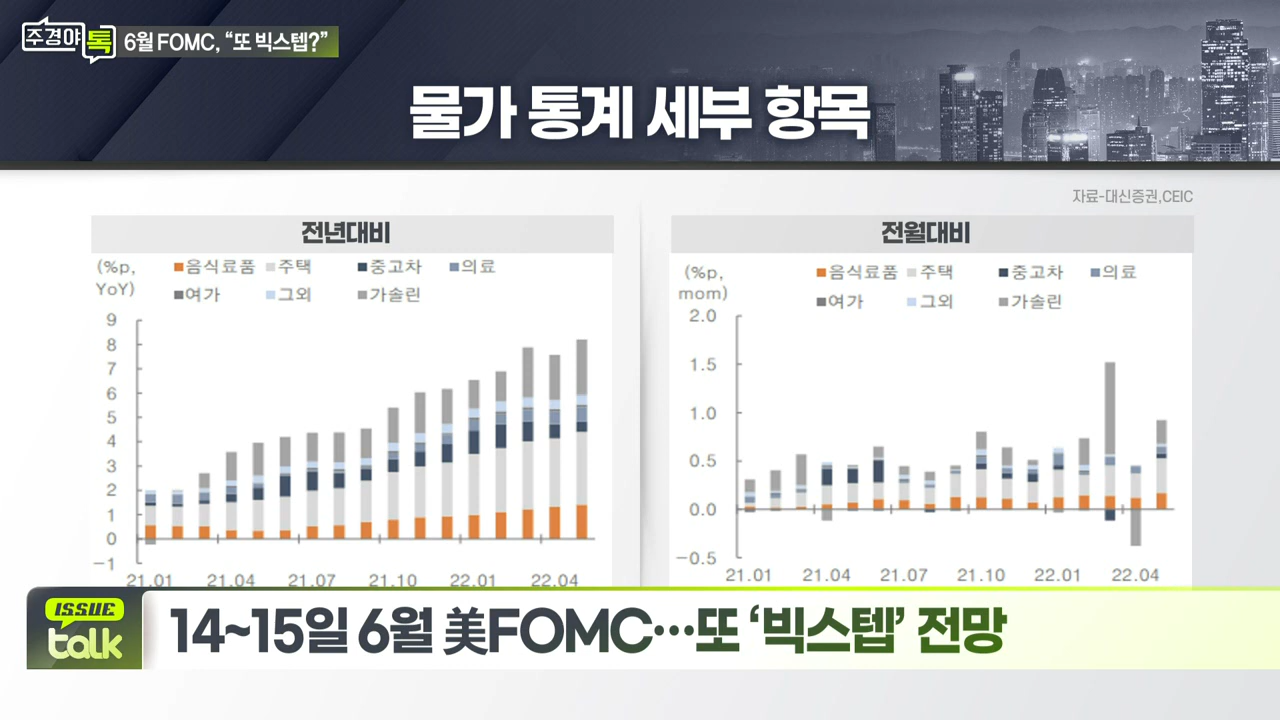 주경야톡 6월 FOMC, “또 빅스텝?”
물가 통계 세부 항목
자료-대신증권,CEIC
전년대비
(%p, YoY)
음식료품 주택 중고차 의료
여가 그외 가솔린
9
8
7
6
5
4
3
2
1
0
−1
21.01 21.04 21.07 21.10 22.01 22.04
전월대비
(%p, mom)
음식료품 주택 중고차 의료
여가 그외 가솔린
2.0
1.5
1.0
0.5
0.0
−0.5
21.01 21.04 21.07 21.10 22.01 22.04
ISSUE
talk
14~15일 6월 美FOMC…또 ‘빅스텝’ 전망